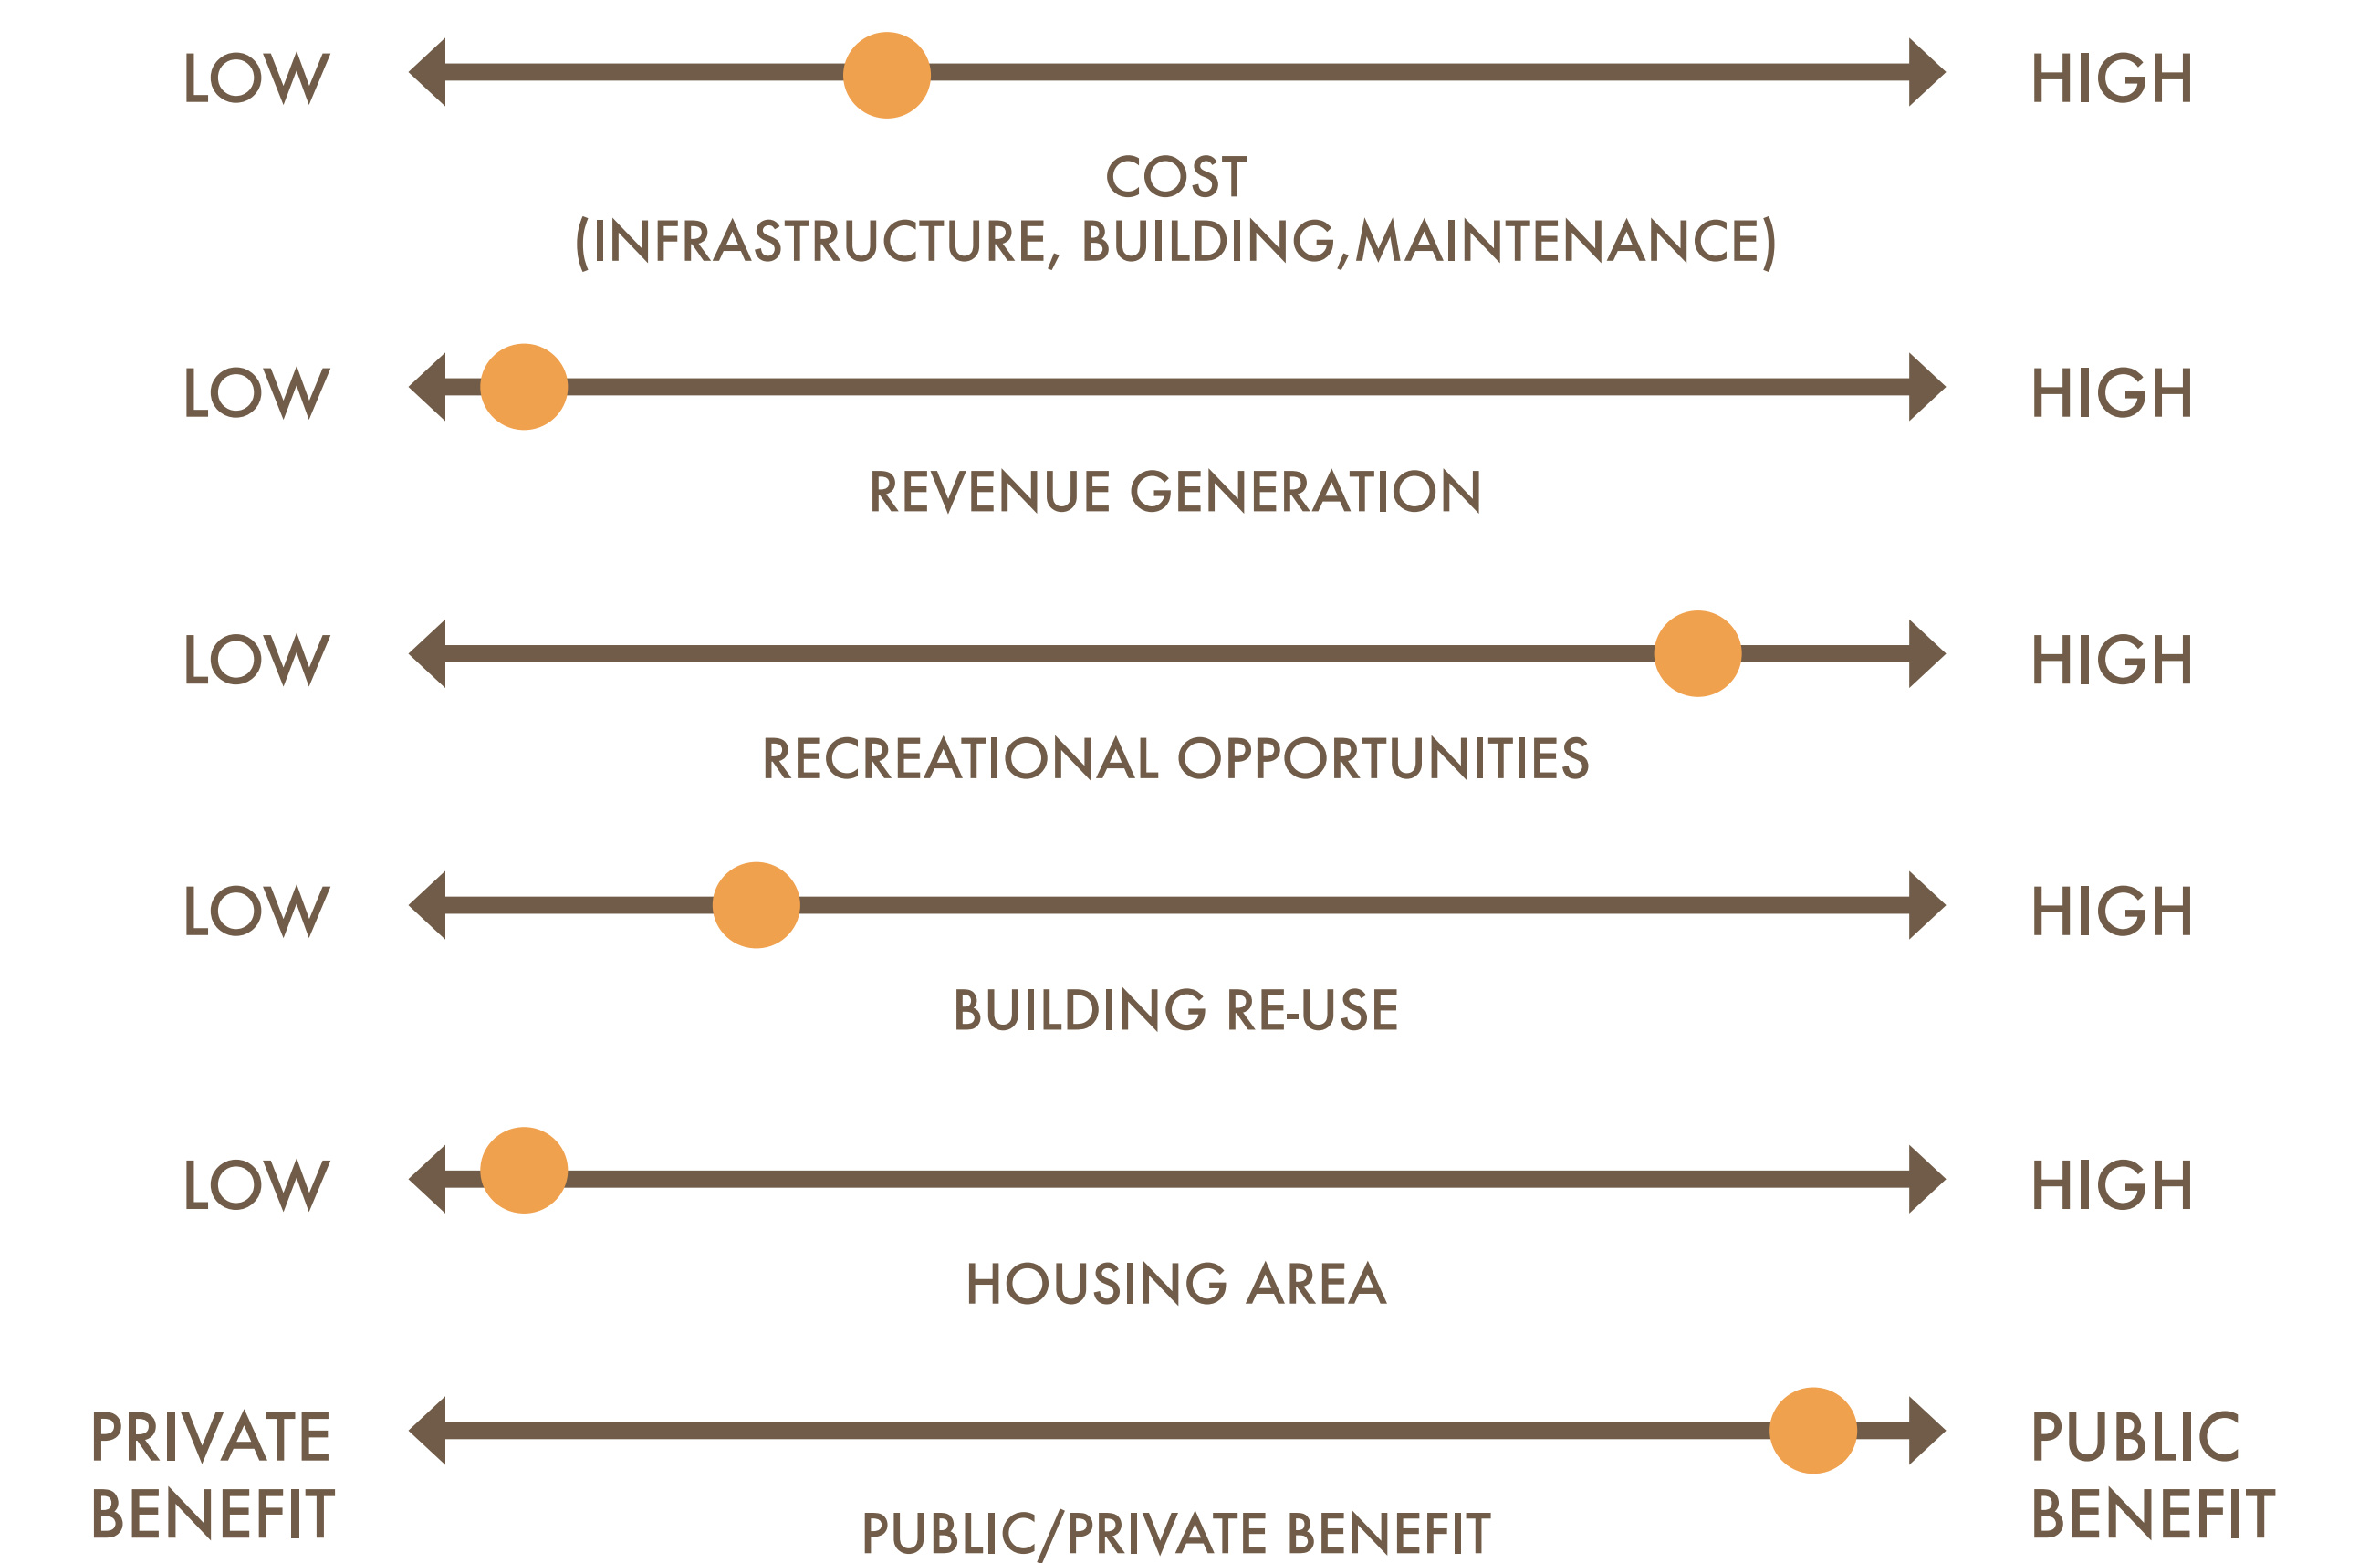 LOW HIGH
COST
(INFRASTRUCTURE, BUILDING,MAINTENANCE)
LOW HIGH
REVENUE GENERATION
LOW HIGH
RECREATIONAL OPPORTUNITIES
LOW HIGH
BUILDING RE-USE
LOW HIGH
HOUSING AREA
PRIVATE
BENEFIT
PUBLIC
BENEFIT
PUBLIC/PRIVATE BENEFIT